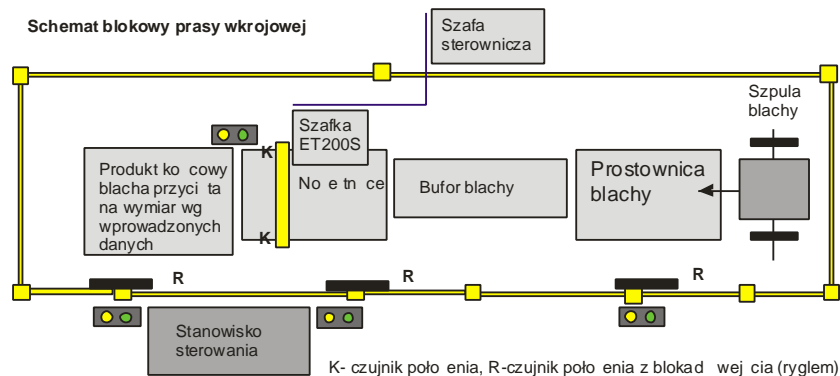 Schemat blokowy prasy wkrojowej
Szafa
sterownicza
Szpula
blachy
Szafka
ET200S
K
Produkt ko cowy
blacha przyci ta
na wymiar wg
wprowadzonych
danych
No e tn ce
Bufor blachy
Prostownica
blachy
K
R
R
R
Stanowisko
sterowania
K- czujnik poło enia, R-czujnik poło enia z blokad wej cia (ryglem)